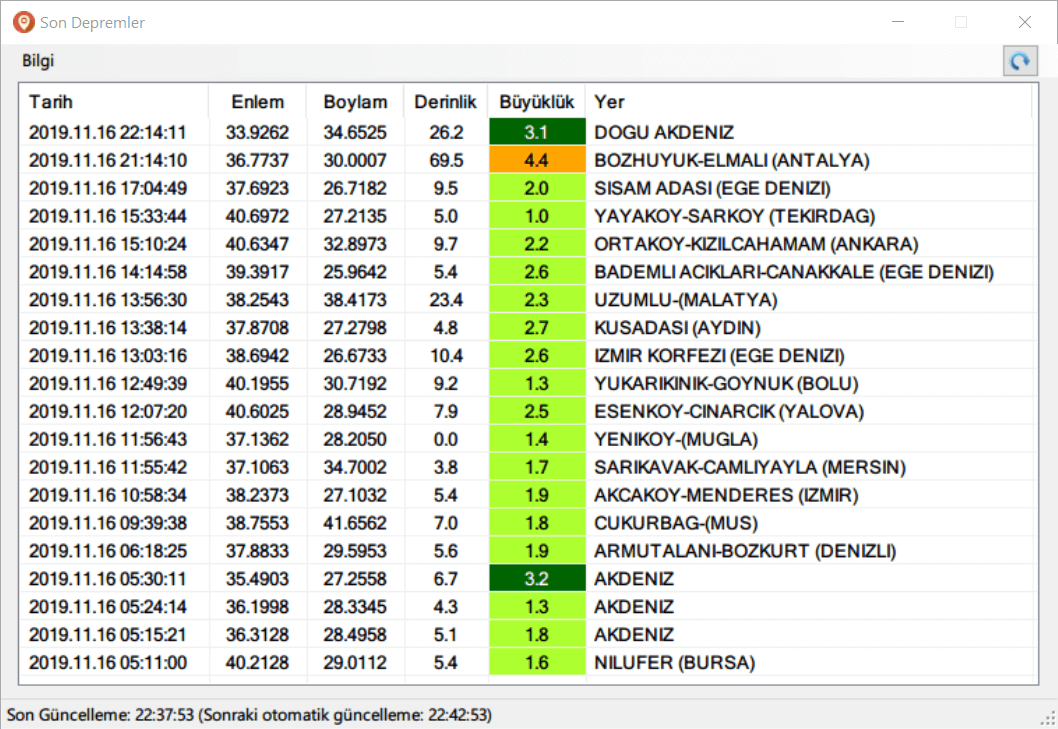 Son Depremler
Bilgi
Tarih Enlem Boylam Derinlik Büyüklük Yer
2019.11.16 22:14:11 33.9262 34.6525 26.2 3.1 DOGU AKDENIZ
2019.11.16 21:14:10 36.7737 30.0007 69.5 4.4 BOZHUYUK-ELMALI (ANTALYA)
2019.11.16 17:04:49 37.6923 26.7182 9.5 2.0 SISAM ADASI (EGE DENIZI)
2019.11.16 15:33:44 40.6972 27.2135 5.0 1.0 YAYAKOY-SARKOY (TEKIRDAG)
2019.11.16 15:10:24 40.6347 32.8973 9.7 2.2 ORTAKOY-KIZILCAHAMAM (ANKARA)
2019.11.16 14:14:58 39.3917 25.9642 5.4 2.6 BADEMLI ACIKLARI-CANAKKALE (EGE DENIZI)
2019.11.16 13:56:30 38.2543 38.4173 23.4 2.3 UZUMLU-(MALATYA)
2019.11.16 13:38:14 37.8708 27.2798 4.8 2.7 KUSADASI (AYDIN)
2019.11.16 13:03:16 38.6942 26.6733 10.4 2.6 IZMIR KORFEZI (EGE DENIZI)
2019.11.16 12:49:39 40.1955 30.7192 9.2 1.3 YUKARIKINIK-GOYNUK (BOLU)
2019.11.16 12:07:20 40.6025 28.9452 7.9 2.5 ESENKOY-CINARCIK (YALOVA)
2019.11.16 11:56:43 37.1362 28.2050 0.0 1.4 YENIKOY-(MUGLA)
2019.11.16 11:55:42 37.1063 34.7002 3.8 1.7 SARIKAVAK-CAMLIYAYLA (MERSIN)
2019.11.16 10:58:34 38.2373 27.1032 5.4 1.9 AKCAKOY-MENDERES (IZMIR)
2019.11.16 09:39:38 38.7553 41.6562 7.0 1.8 CUKURBAG-(MUS)
2019.11.16 06:18:25 37.8833 29.5953 5.6 1.9 ARMUTALANI-BOZKURT (DENIZLI)
2019.11.16 05:30:11 35.4903 27.2558 6.7 3.2 AKDENIZ
2019.11.16 05:24:14 36.1998 28.3345 4.3 1.3 AKDENIZ
2019.11.16 05:15:21 36.3128 28.4958 5.1 1.8 AKDENIZ
2019.11.16 05:11:00 40.2128 29.0112 5.4 1.6 NILUFER (BURSA)
Son Güncelleme: 22:37:53 (Sonraki otomatik güncelleme: 22:42:53)